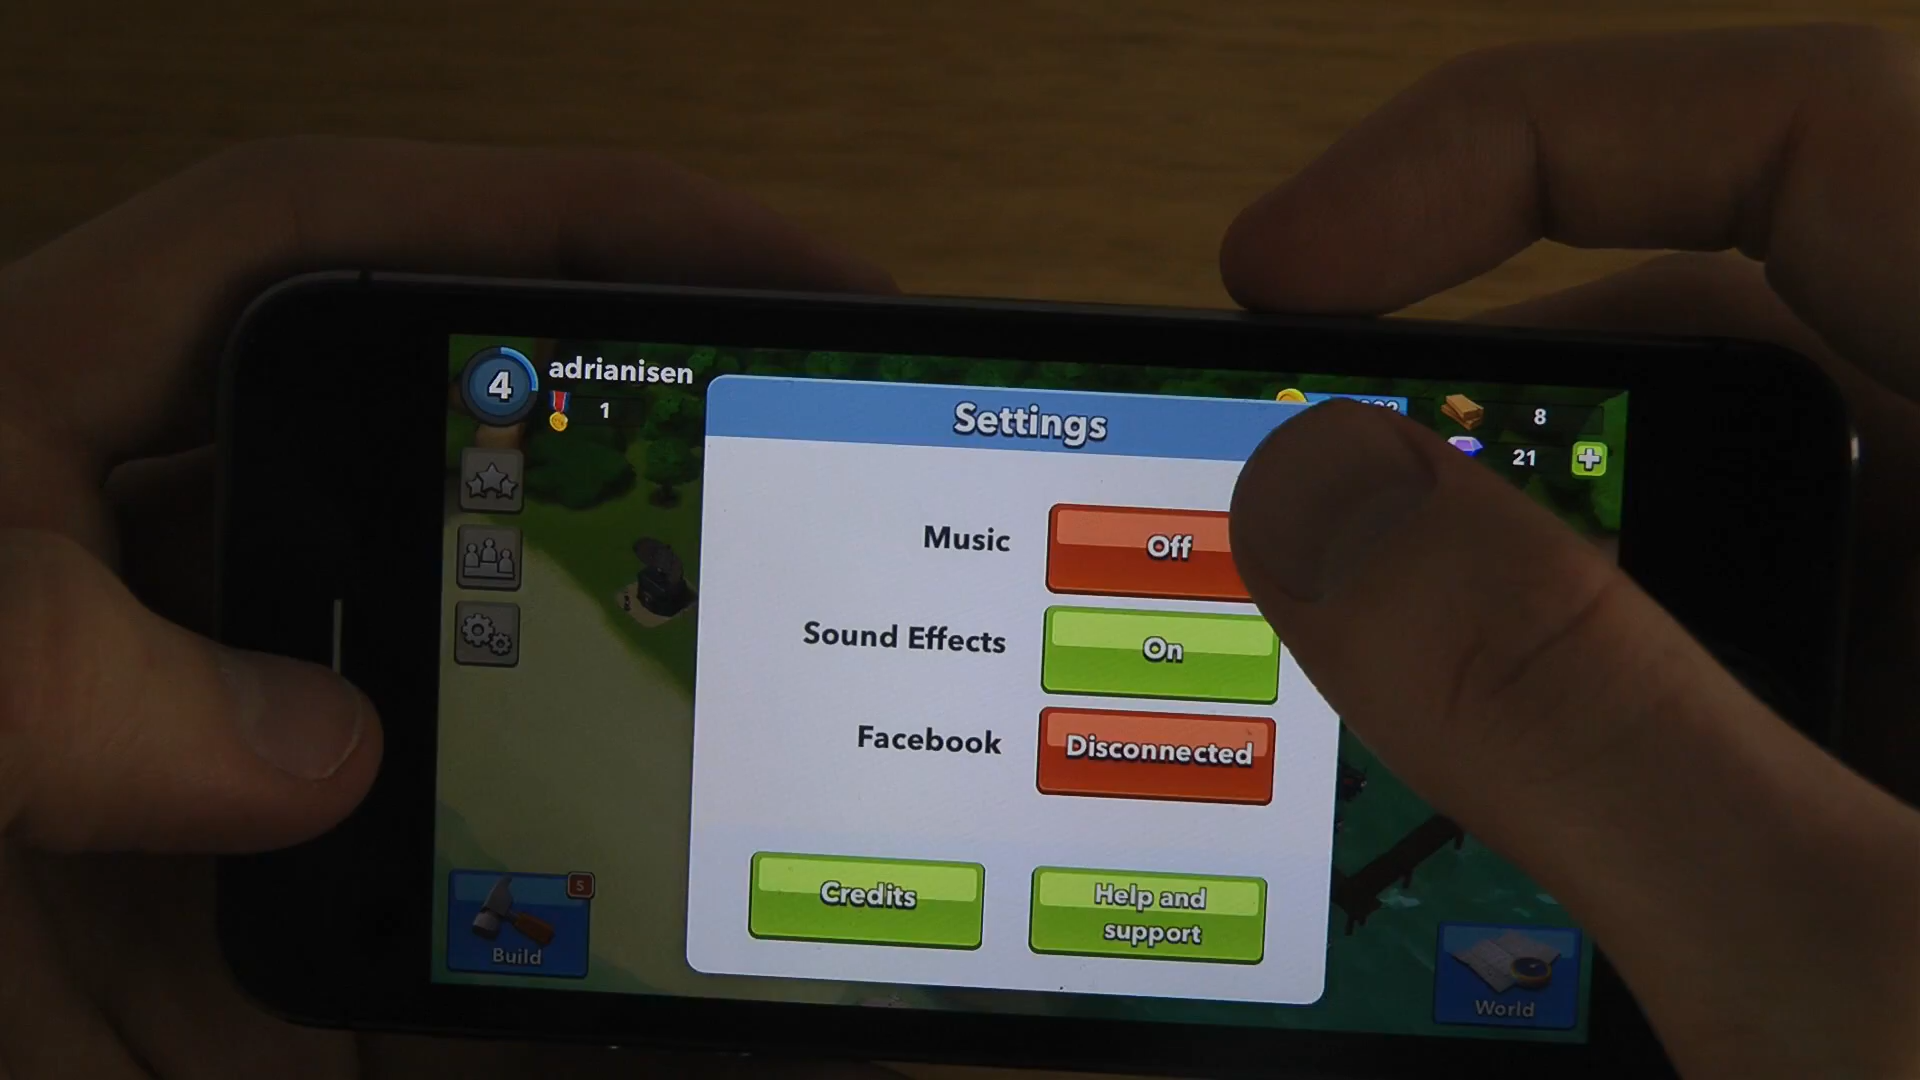 4
adrianisen
1
Settings
8
21
Music
Off
Sound Effects
On
Facebook
Disconnected
Credits
Help and
support
5
Build
World